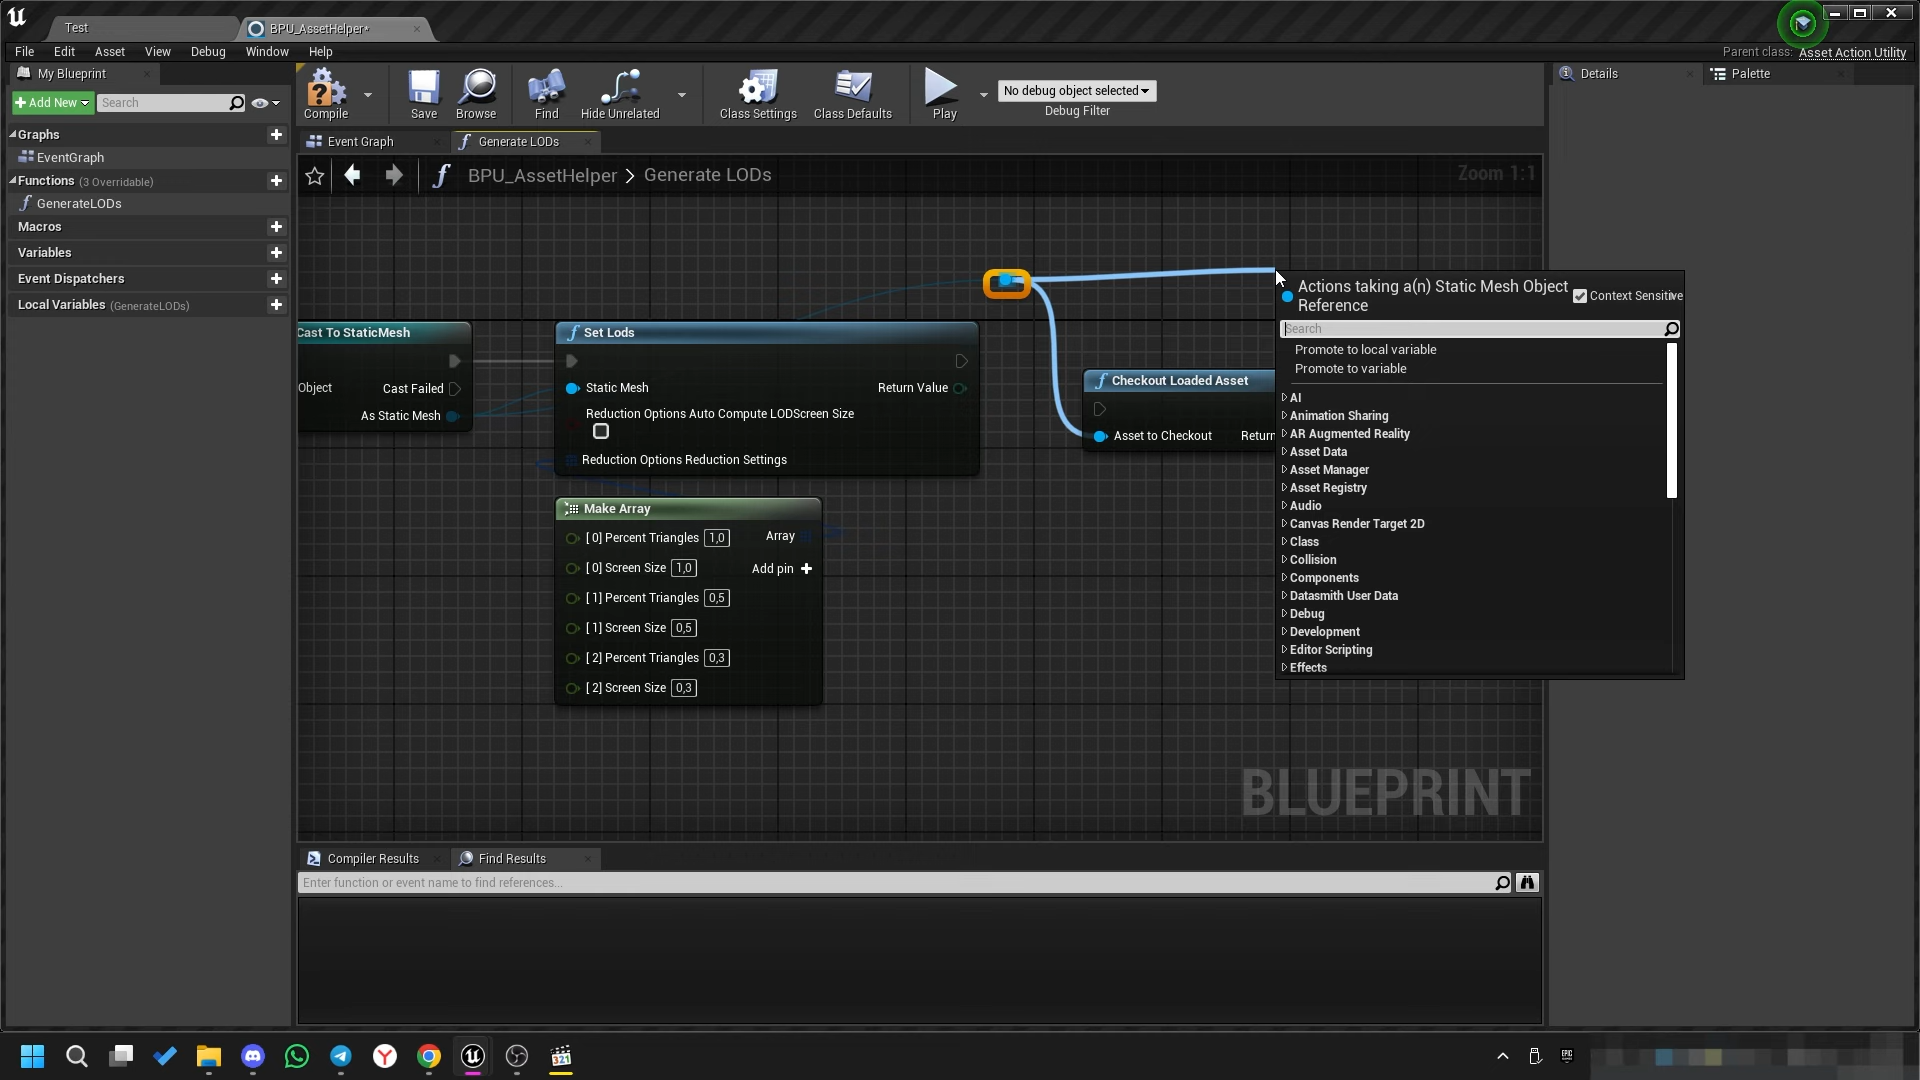 Test
BPU_AssetHelper*
File Edit Asset View Debug Window Help
Parent class: Asset Action Utility
My Blueprint
Add New
Search
Graphs
EventGraph
Functions (3 Overridable)
GenerateLODs
Macros
Variables
Event Dispatchers
Local Variables (GenerateLODs)
Compile
Save
Browse
Find
Hide Unrelated
Class Settings
Class Defaults
Play
No debug object selected
Debug Filter
Details
Palette
Event Graph
Generate LODs
BPU_AssetHelper > Generate LODs
Zoom 1:1
Cast To StaticMesh
Object
Cast Failed
As Static Mesh
Set Lods
Static Mesh
Return Value
Reduction Options Auto Compute LODScreen Size
Reduction Options Reduction Settings
Make Array
[0] Percent Triangles 1,0
Array
[0] Screen Size 1,0
Add pin
[1] Percent Triangles 0,5
[1] Screen Size 0,5
[2] Percent Triangles 0,3
[2] Screen Size 0,3
Checkout Loaded Asset
Asset to Checkout
Return
Actions taking a(n) Static Mesh Object
Reference
Context Sensitive
Search
Promote to local variable
Promote to variable
AI
Animation Sharing
AR Augmented Reality
Asset Data
Asset Manager
Asset Registry
Audio
Canvas Render Target 2D
Class
Collision
Components
Datasmith User Data
Debug
Development
Editor Scripting
Effects
BLUEPRINT
Compiler Results
Find Results
Enter function or event name to find references...
321
EPIC